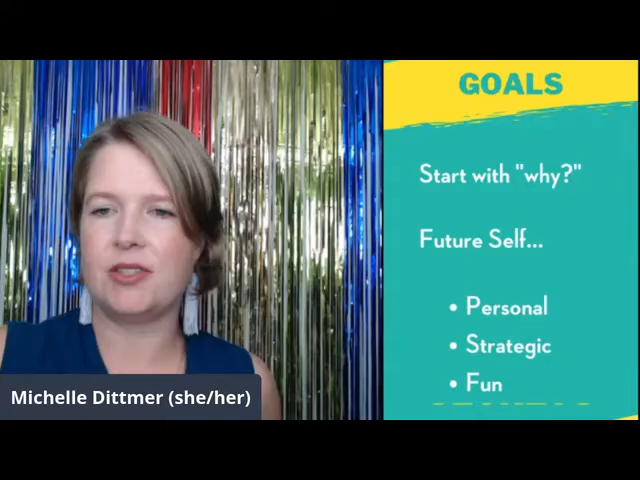 GOALS
Start with "why?"
Future Self...
• Personal
• Strategic
• Fun
Michelle Dittmer (she/her)